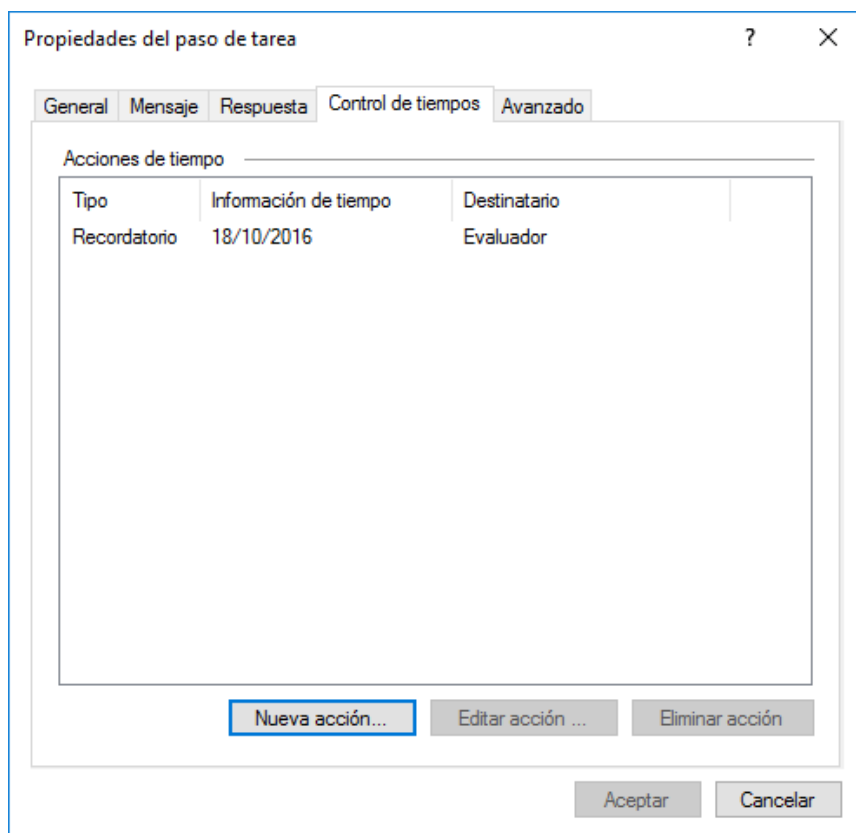 Propiedades del paso de tarea ?
General Mensaje Respuesta Control de tiempos Avanzado
Acciones de tiempo
Tipo Información de tiempo Destinatario
Recordatorio 18/10/2016 Evaluador
Nueva acción... Editar acción ... Eliminar acción
Aceptar Cancelar